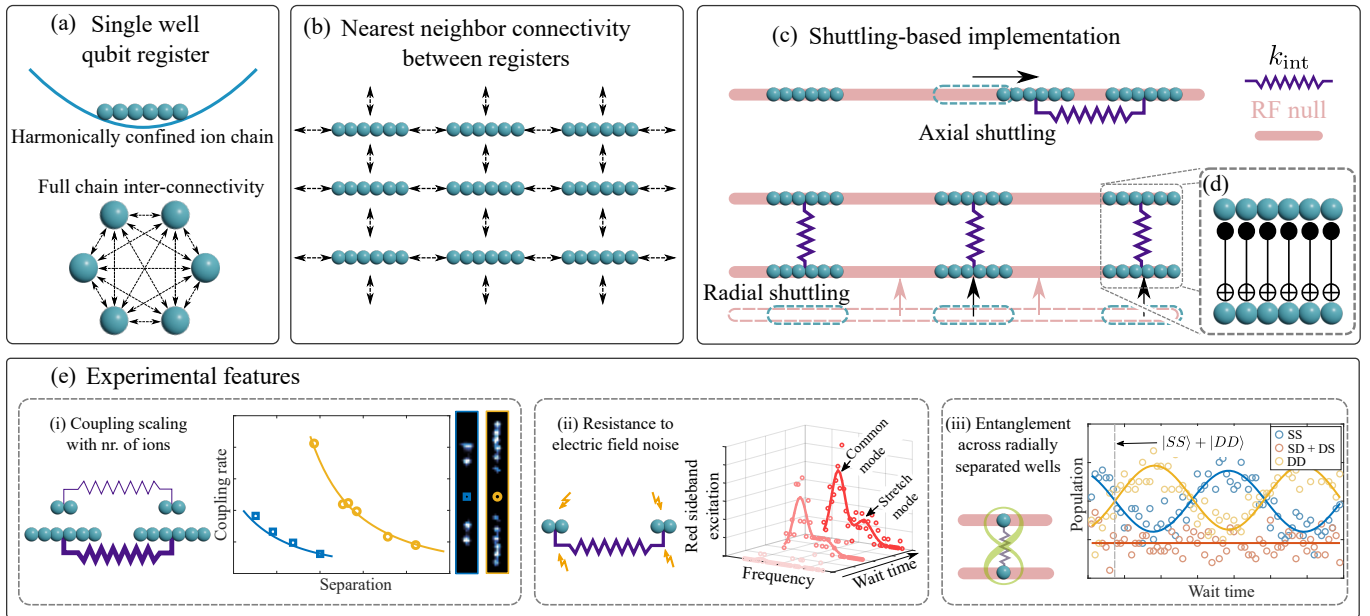 (a) Single well
qubit register
Harmonically confined ion chain
Full chain inter-connectivity
(b) Nearest neighbor connectivity
between registers
(c) Shuttling-based implementation
k_int
RF null
Axial shuttling
Radial shuttling
(d)
(e) Experimental features
(i) Coupling scaling
with nr. of ions
Coupling rate
Separation
(ii) Resistance to
electric field noise
Red sideband
excitation
Common
mode
Stretch
mode
Frequency
Wait time
(iii) Entanglement
across radially
separated wells
Population
|SS⟩ + |DD⟩
SS
SD + DS
DD
Wait time